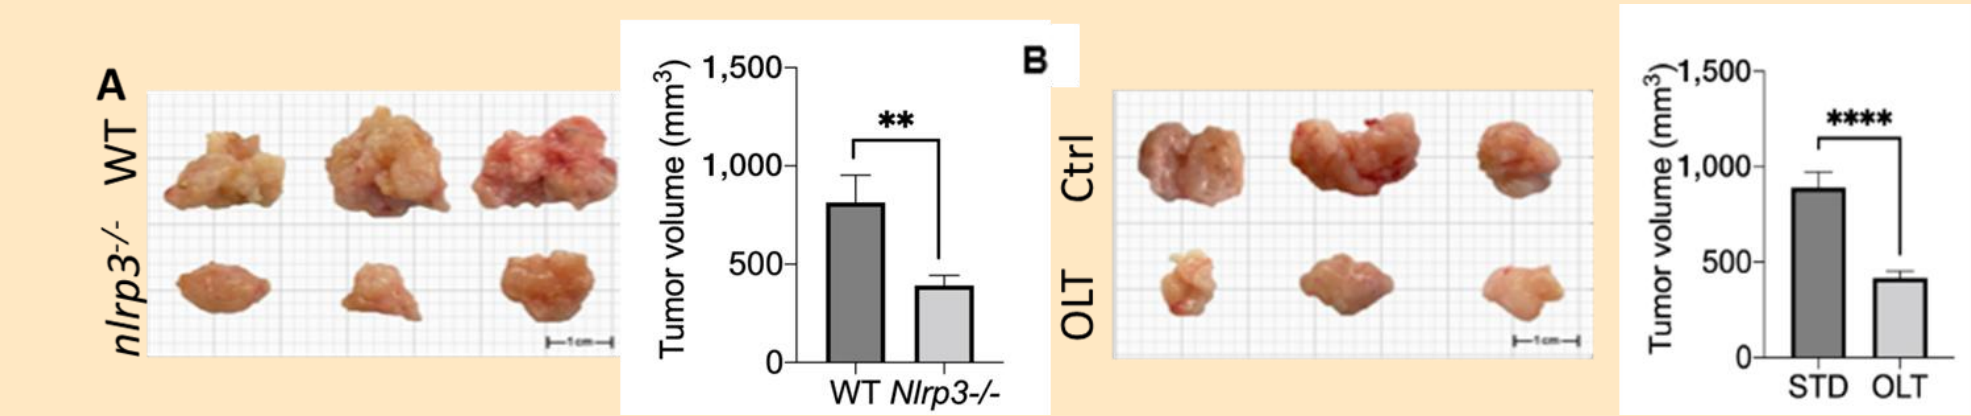 A
WT
nlrp3-/-
1cm
Tumor volume (mm3)
1,500
1,000
500
0
**
WT Nlrp3-/-
B
Ctrl
OLT
1cm
Tumor volume (mm3)
1,500
1,000
500
0
****
STD OLT